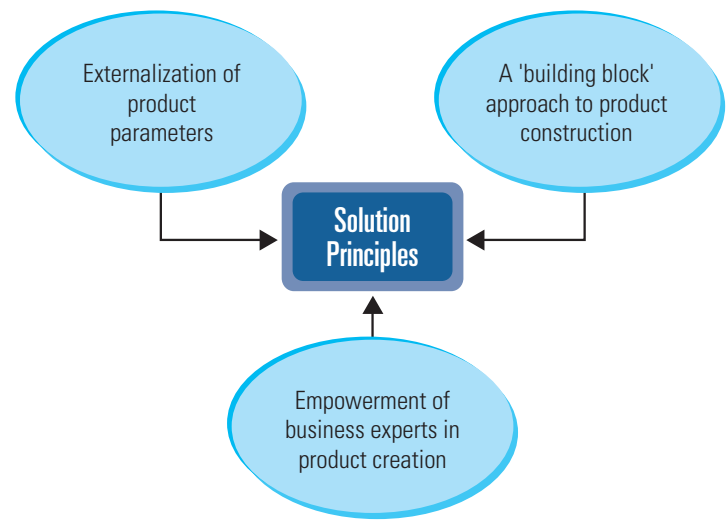 Externalization of
product
parameters
A 'building block'
approach to product
construction
Solution
Principles
Empowerment of
business experts in
product creation